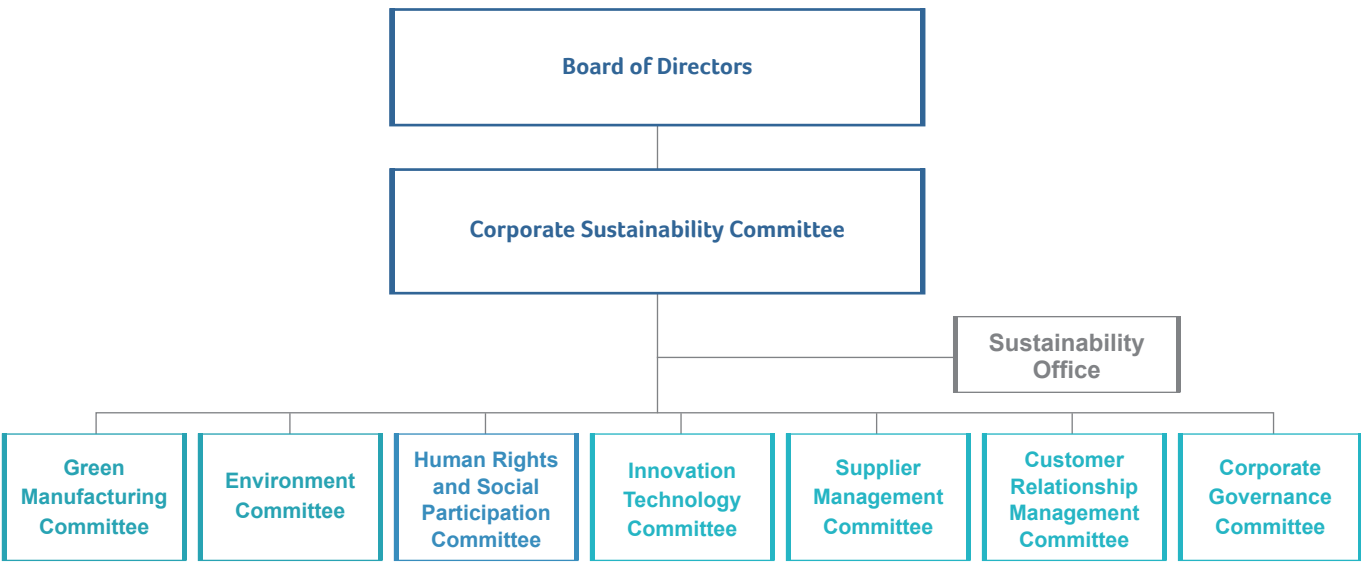 Board of Directors
Corporate Sustainability Committee
Sustainability
Office
Green
Manufacturing
Committee
Environment
Committee
Human Rights
and Social
Participation
Committee
Innovation
Technology
Committee
Supplier
Management
Committee
Customer
Relationship
Management
Committee
Corporate
Governance
Committee